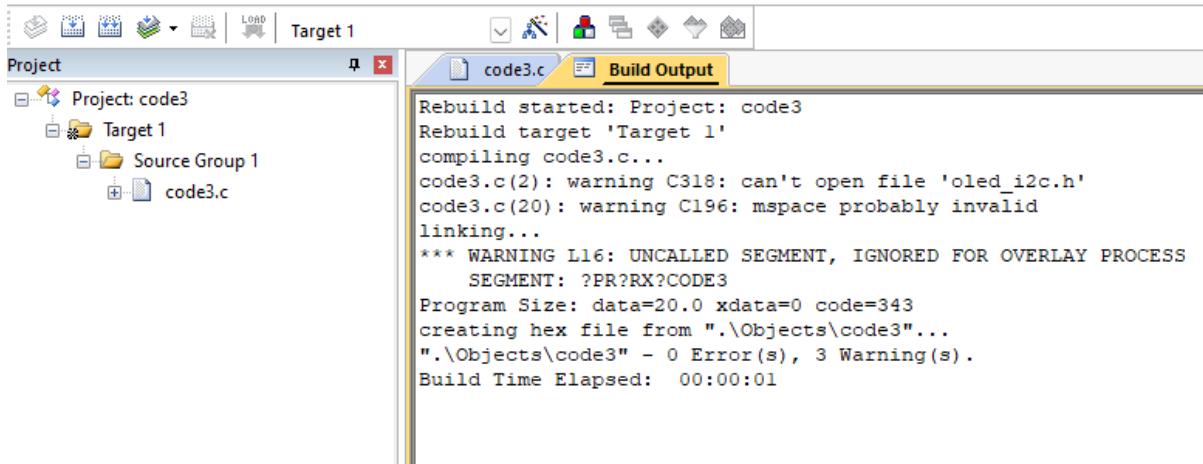 LOAD
Target 1
Project
Project: code3
Target 1
Source Group 1
code3.c
code3.c
Build Output
Rebuild started: Project: code3
Rebuild target 'Target 1'
compiling code3.c...
code3.c(2): warning C318: can't open file 'oled_i2c.h'
code3.c(20): warning C196: mspace probably invalid
linking...
*** WARNING L16: UNCALLED SEGMENT, IGNORED FOR OVERLAY PROCESS
SEGMENT: ?PR?RX?CODE3
Program Size: data=20.0 xdata=0 code=343
creating hex file from ".\Objects\code3"...
".\Objects\code3" - 0 Error(s), 3 Warning(s).
Build Time Elapsed:  00:00:01